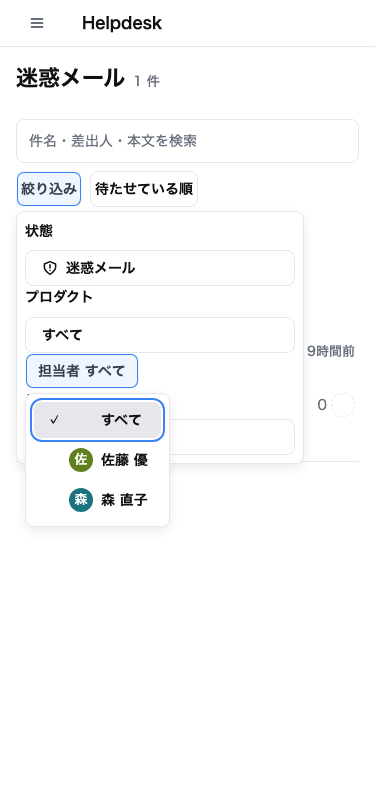 Helpdesk
迷惑メール 1 件
件名・差出人・本文を検索
絞り込み 待たせている順
状態
迷惑メール
プロダクト
すべて
9時間前
担当者 すべて
0
✓ すべて
佐 佐藤 優
森 森 直子